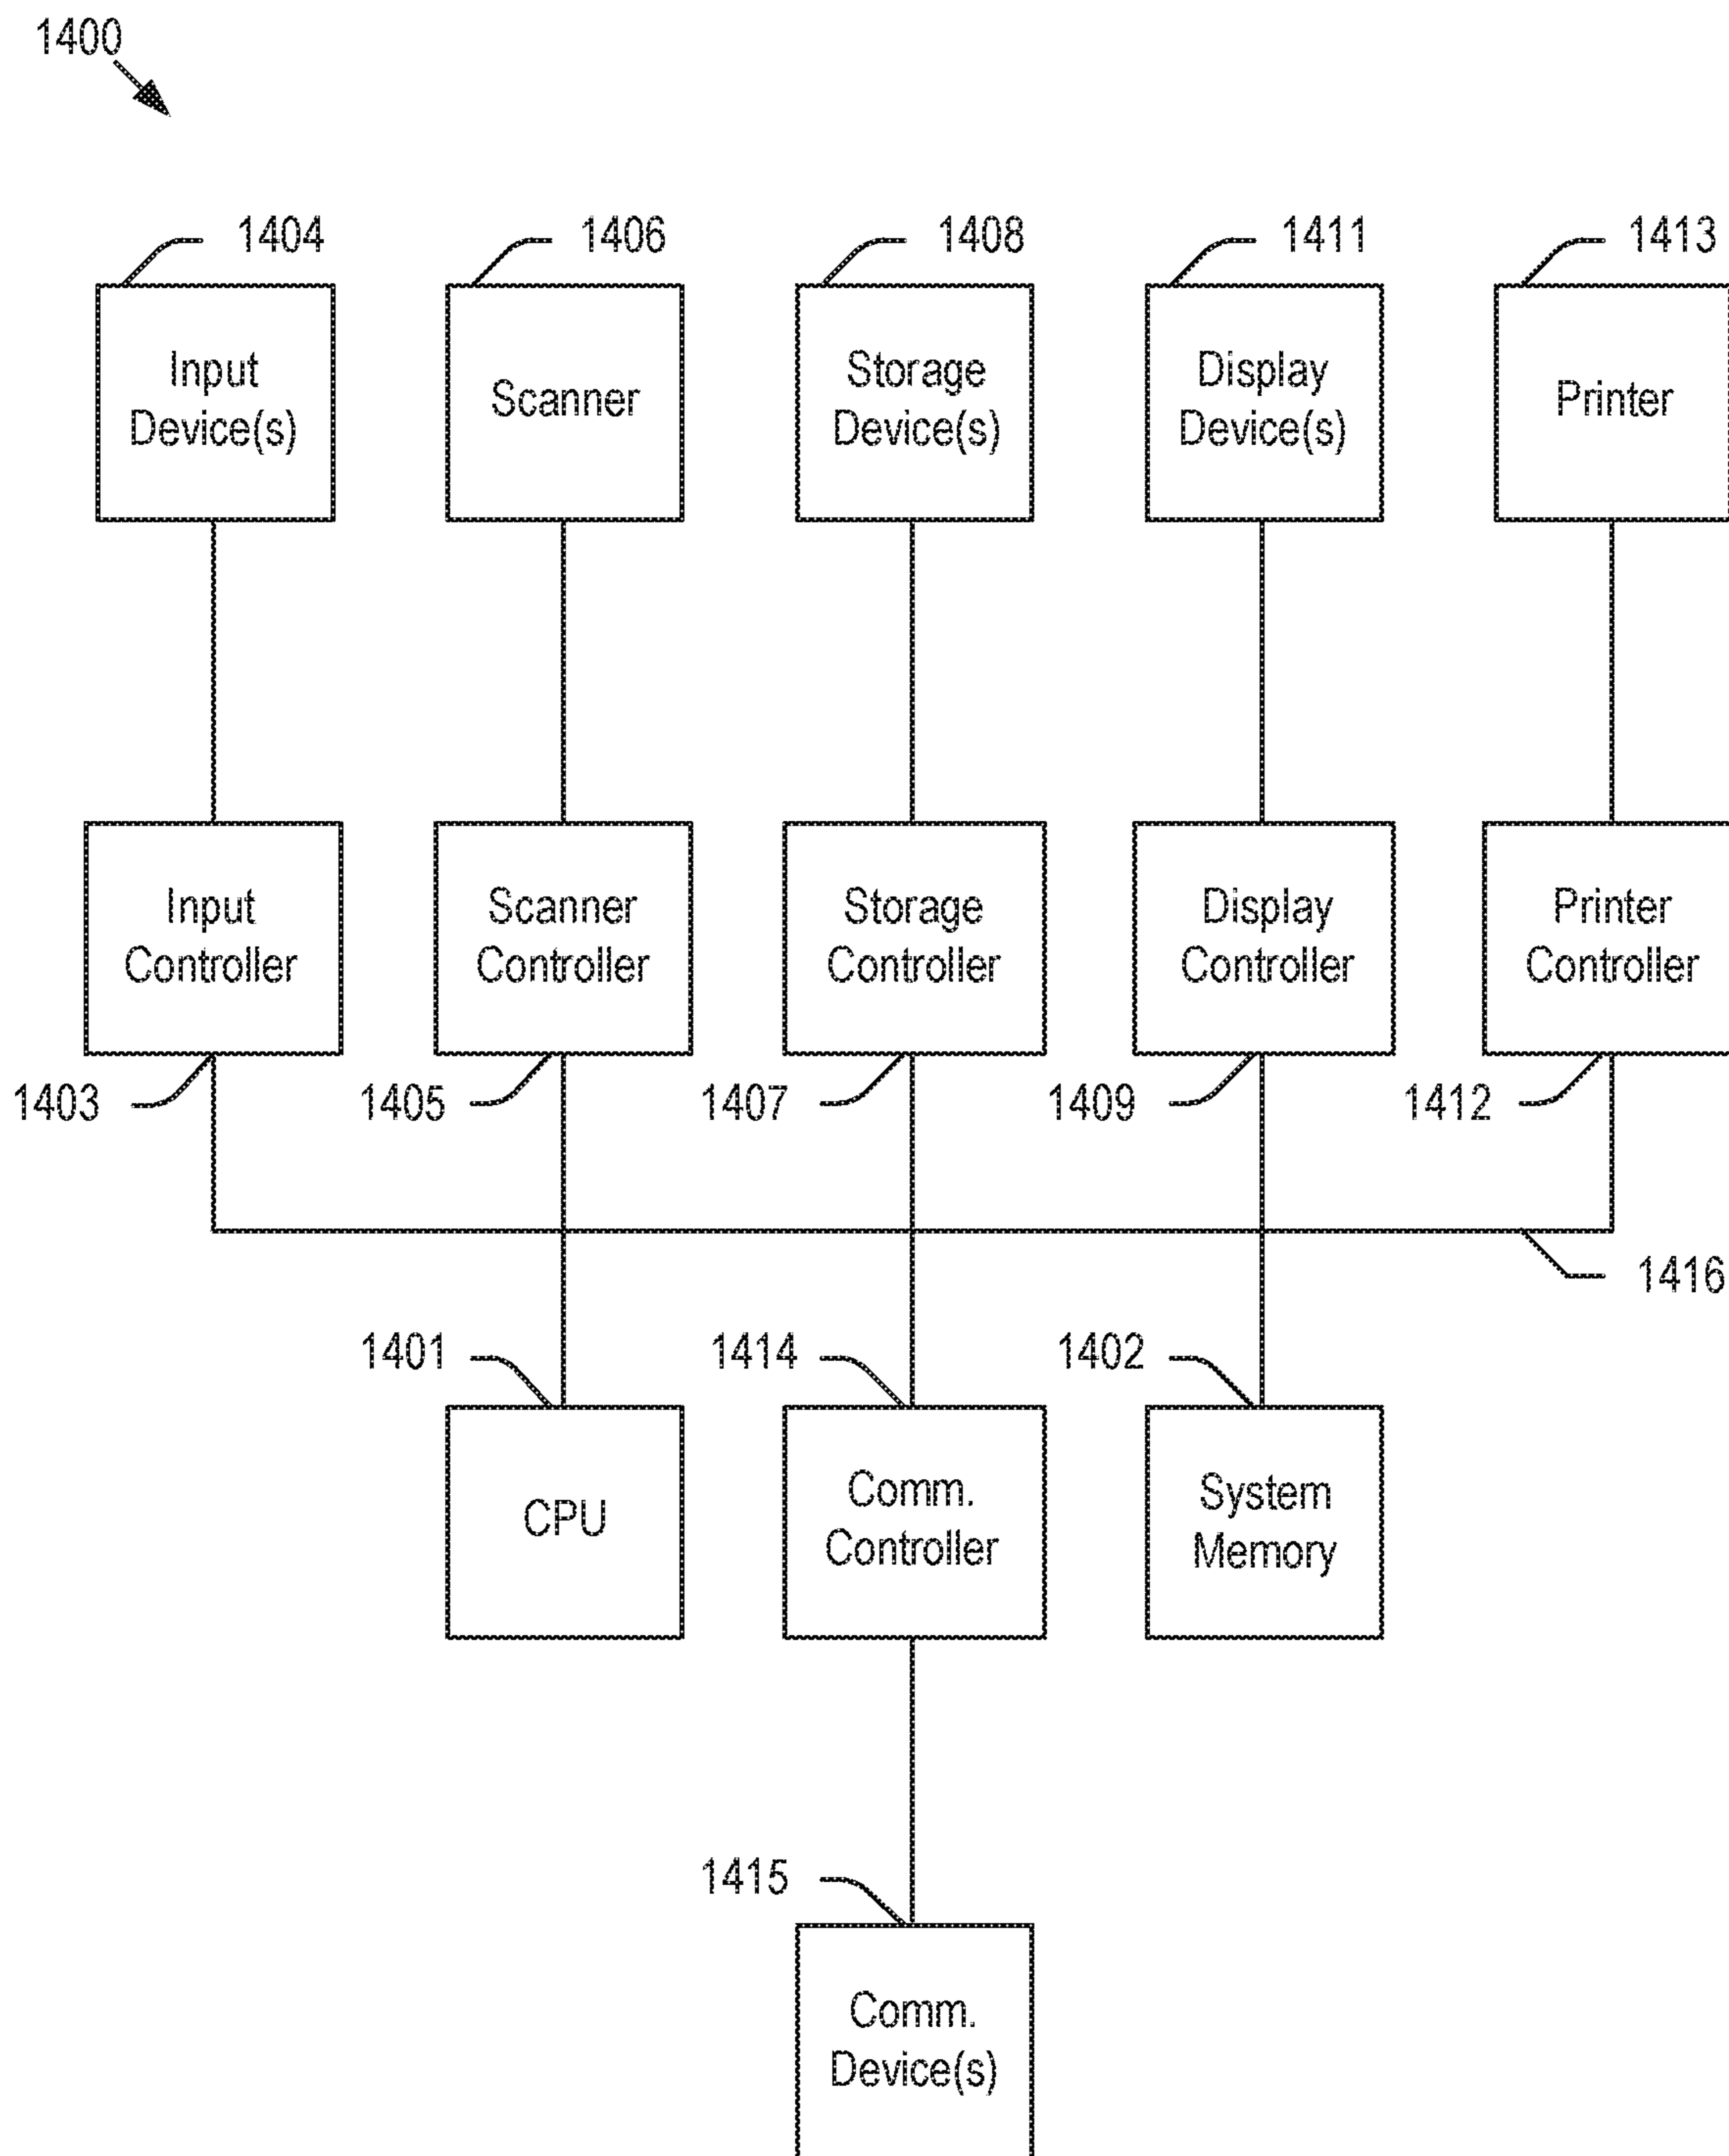 1400
1404
1406
1408
1411
1413
Input
Device(s)
Scanner
Storage
Device(s)
Display
Device(s)
Printer
Input
Controller
Scanner
Controller
Storage
Controller
Display
Controller
Printer
Controller
1403
1405
1407
1409
1412
1416
1401
1414
1402
CPU
Comm.
Controller
System
Memory
1415
Comm.
Device(s)